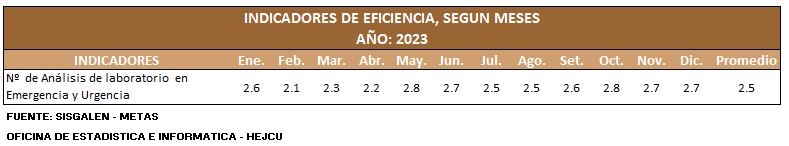 INDICADORES DE EFICIENCIA, SEGUN MESES
AÑO: 2023
INDICADORES Ene. Feb. Mar. Abr. May. Jun. Jul. Ago. Set. Oct. Nov. Dic. Promedio
Nº de Análisis de laboratorio en
Emergencia y Urgencia 2.6 2.1 2.3 2.2 2.8 2.7 2.5 2.5 2.6 2.8 2.7 2.7 2.5
FUENTE: SISGALEN - METAS
OFICINA DE ESTADISTICA E INFORMATICA - HEJCU